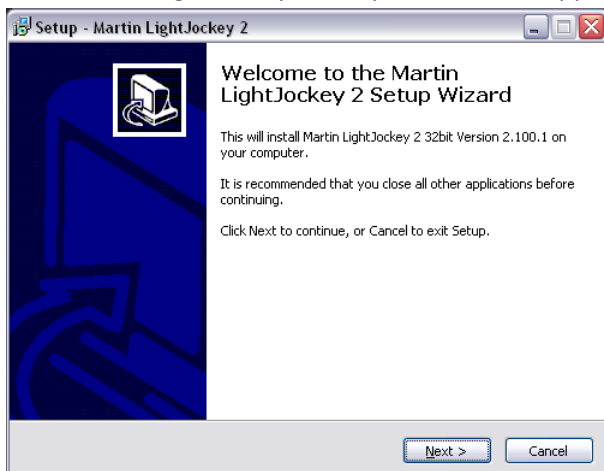 Setup - Martin LightJockey 2
Welcome to the Martin
LightJockey 2 Setup Wizard
This will install Martin LightJockey 2 32bit Version 2.100.1 on
your computer.
It is recommended that you close all other applications before
continuing.
Click Next to continue, or Cancel to exit Setup.
Next > Cancel